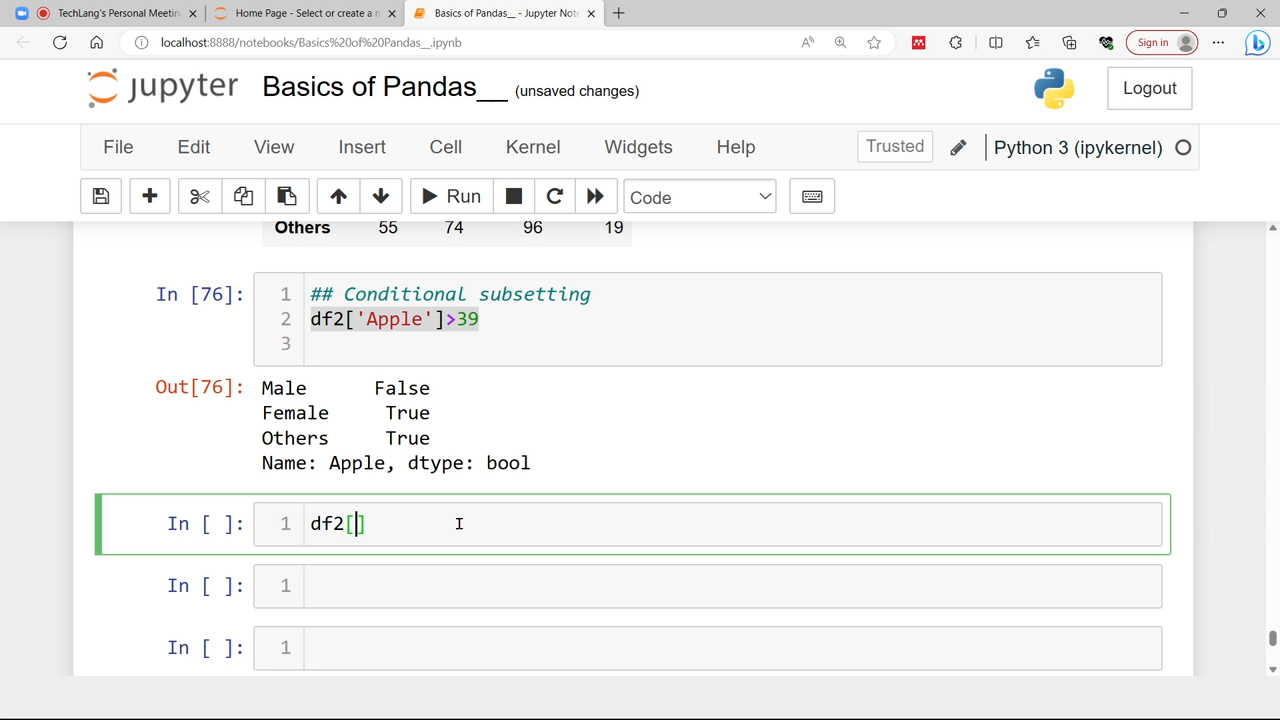 TechLang's Personal Meetin
Home Page - Select or create a n
Basics of Pandas__ - Jupyter Note
localhost:8888/notebooks/Basics%20of%20Pandas__.ipynb
Sign in
jupyter Basics of Pandas__ (unsaved changes)
Logout
File Edit View Insert Cell Kernel Widgets Help
Trusted
Python 3 (ipykernel)
Run
Code
Others 55 74 96 19
In [76]:
1 ## Conditional subsetting
2 df2['Apple']>39
3
Out[76]: Male False
Female True
Others True
Name: Apple, dtype: bool
In [ ]: 1 df2[]
In [ ]: 1
In [ ]: 1